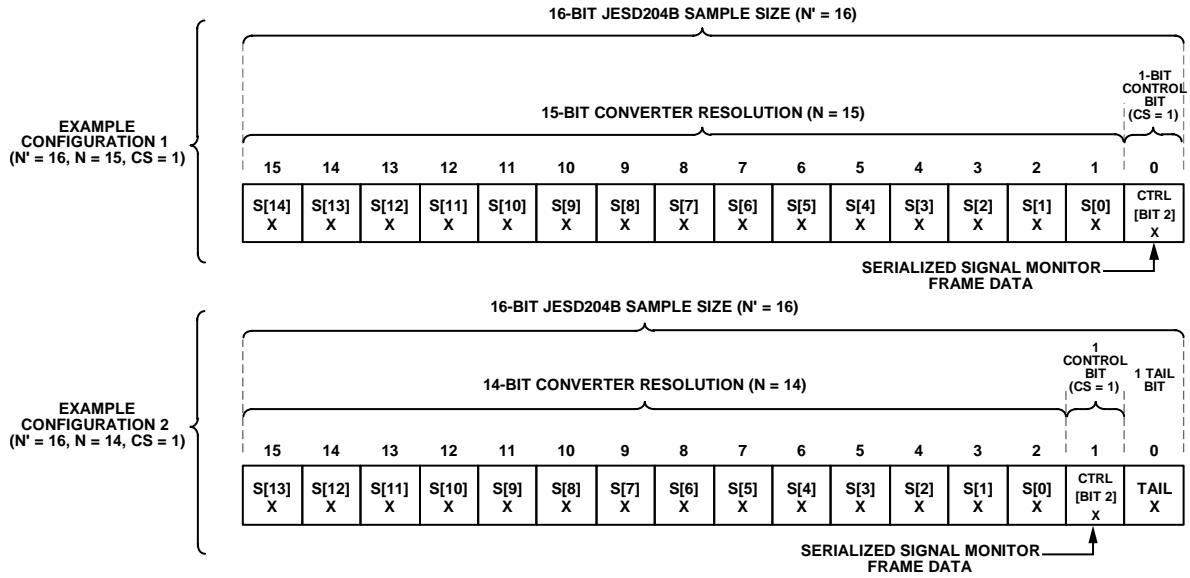 16-BIT JESD204B SAMPLE SIZE (N' = 16)
1-BIT
CONTROL
BIT
(CS = 1)
15-BIT CONVERTER RESOLUTION (N = 15)
EXAMPLE
CONFIGURATION 1
(N' = 16, N = 15, CS = 1)
15 14 13 12 11 10 9 8 7 6 5 4 3 2 1 0
S[14] S[13] S[12] S[11] S[10] S[9] S[8] S[7] S[6] S[5] S[4] S[3] S[2] S[1] S[0] CTRL
[BIT 2]
X X X X X X X X X X X X X X X X
SERIALIZED SIGNAL MONITOR
FRAME DATA
16-BIT JESD204B SAMPLE SIZE (N' = 16)
1
CONTROL
BIT
(CS = 1)
1 TAIL
BIT
14-BIT CONVERTER RESOLUTION (N = 14)
EXAMPLE
CONFIGURATION 2
(N' = 16, N = 14, CS = 1)
15 14 13 12 11 10 9 8 7 6 5 4 3 2 1 0
S[13] S[12] S[11] S[10] S[9] S[8] S[7] S[6] S[5] S[4] S[3] S[2] S[1] S[0] CTRL TAIL
[BIT 2]
X X X X X X X X X X X X X X X X
SERIALIZED SIGNAL MONITOR
FRAME DATA